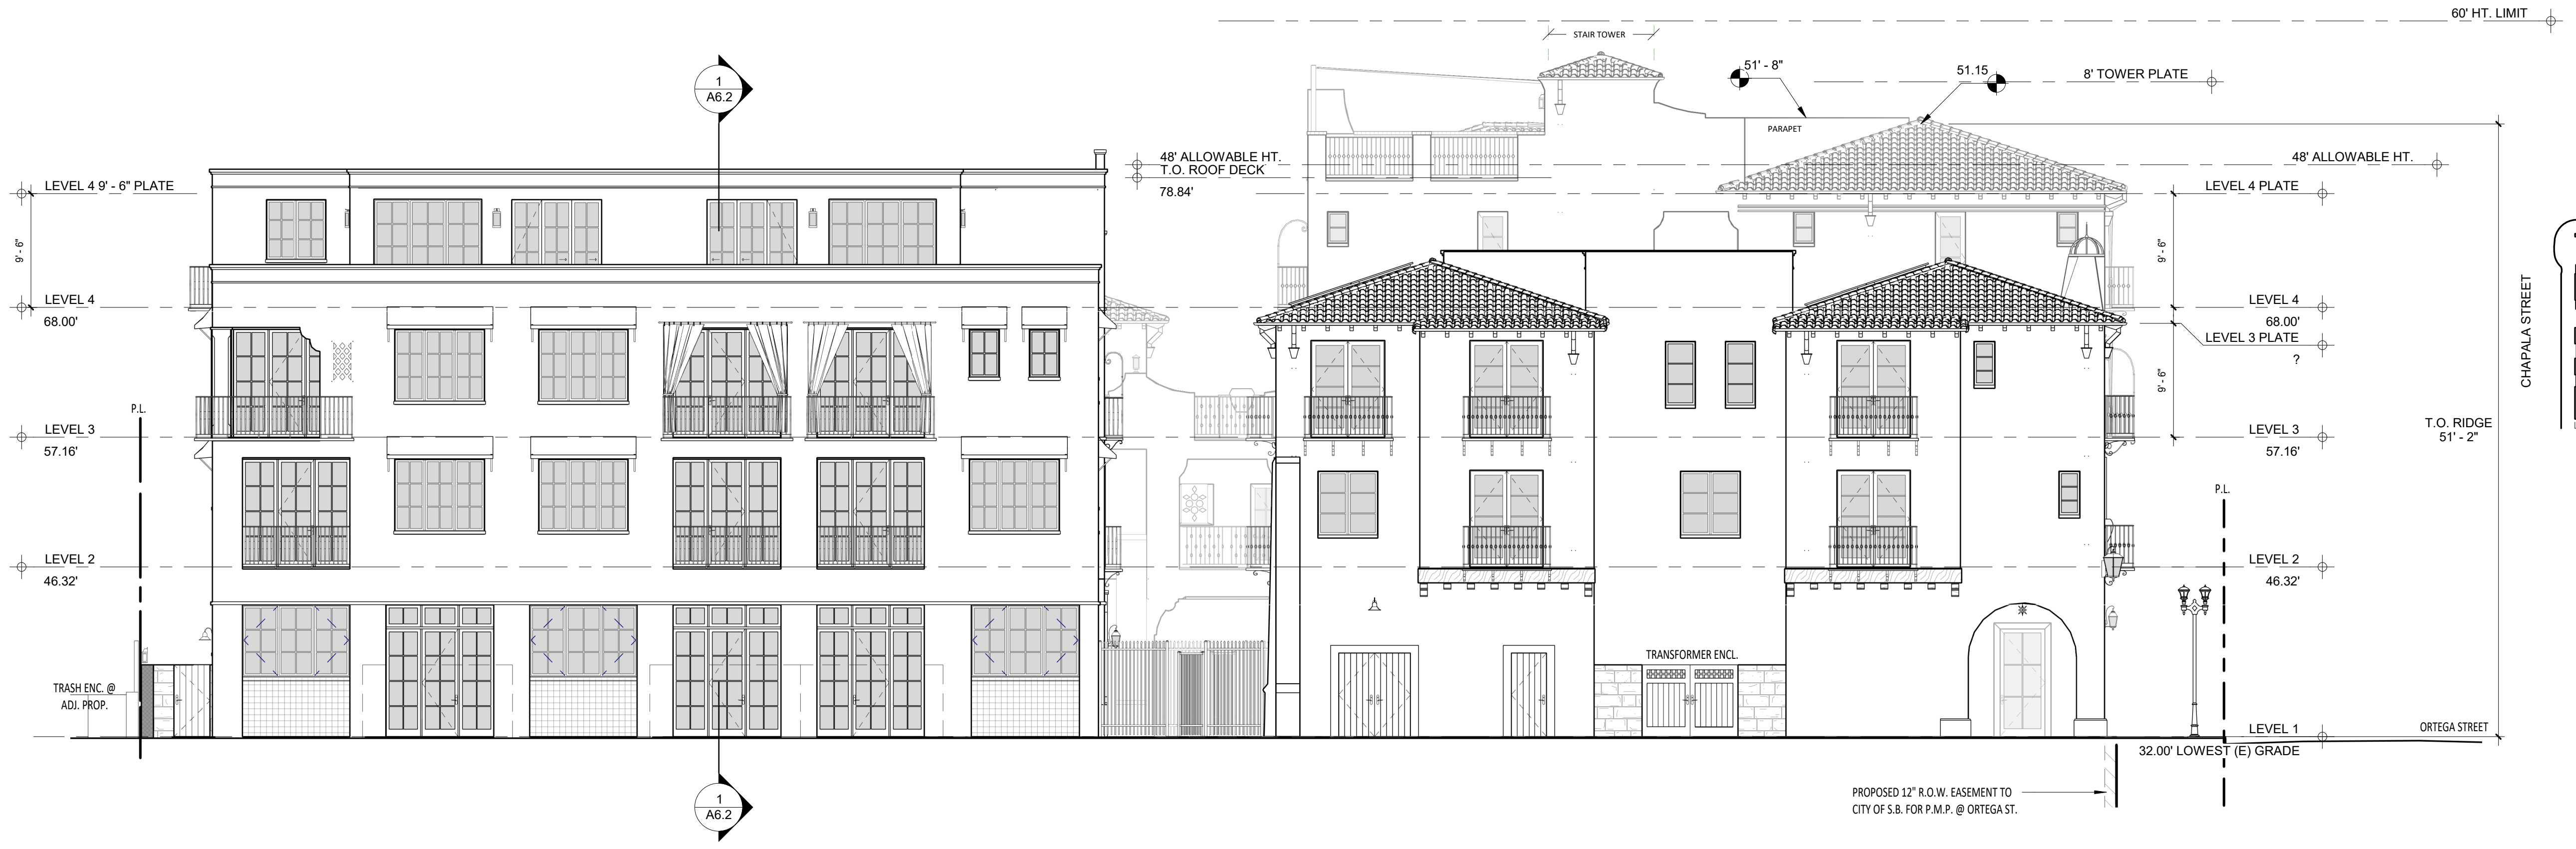 60' HT. LIMIT
STAIR TOWER
51' - 8"
51.15
8' TOWER PLATE
PARAPET
1
A6.2
48' ALLOWABLE HT.
T.O. ROOF DECK
78.84'
48' ALLOWABLE HT.
LEVEL 4 9' - 6" PLATE
LEVEL 4 PLATE
9' - 6"
9' - 6"
LEVEL 4
68.00'
LEVEL 4
68.00'
LEVEL 3 PLATE
?
9' - 6"
CHAPALA STREET
P.L.
LEVEL 3
57.16'
LEVEL 3
57.16'
T.O. RIDGE
51' - 2"
P.L.
LEVEL 2
46.32'
LEVEL 2
46.32'
TRANSFORMER ENCL.
TRASH ENC. @
ADJ. PROP.
LEVEL 1
32.00' LOWEST (E) GRADE
ORTEGA STREET
1
A6.2
PROPOSED 12" R.O.W. EASEMENT TO
CITY OF S.B. FOR P.M.P. @ ORTEGA ST.